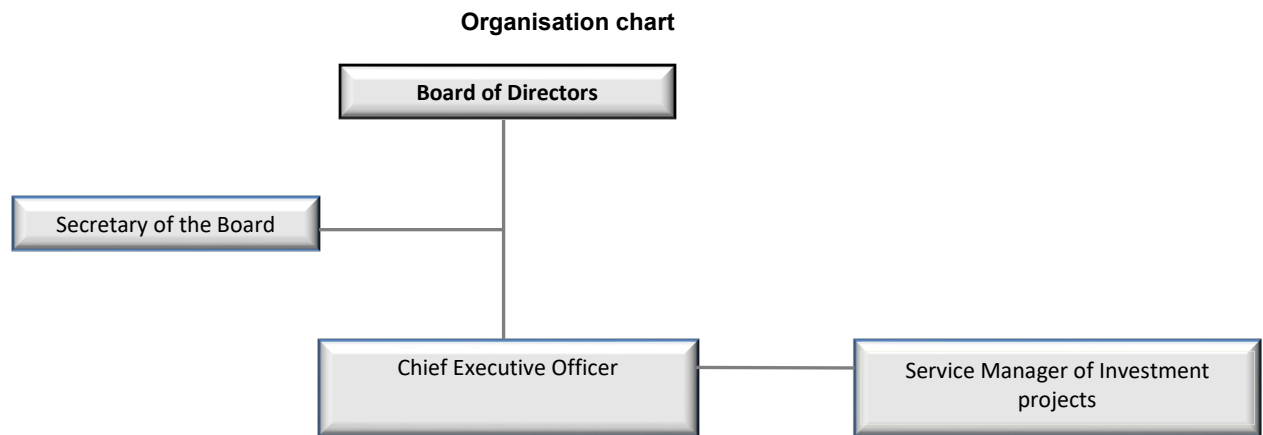 Organisation chart
Board of Directors
Secretary of the Board
Chief Executive Officer
Service Manager of Investment
projects